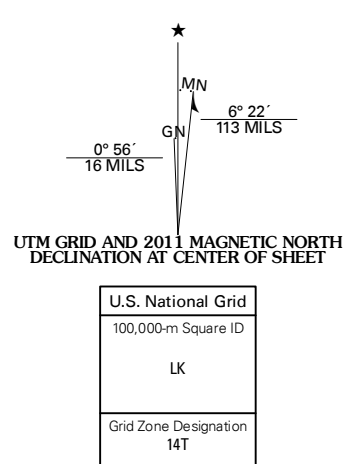 ★
MN
GN
6° 22´
113 MILS
0° 56´
16 MILS
UTM GRID AND 2011 MAGNETIC NORTH
DECLINATION AT CENTER OF SHEET
U.S. National Grid
100,000-m Square ID
LK
Grid Zone Designation
14T